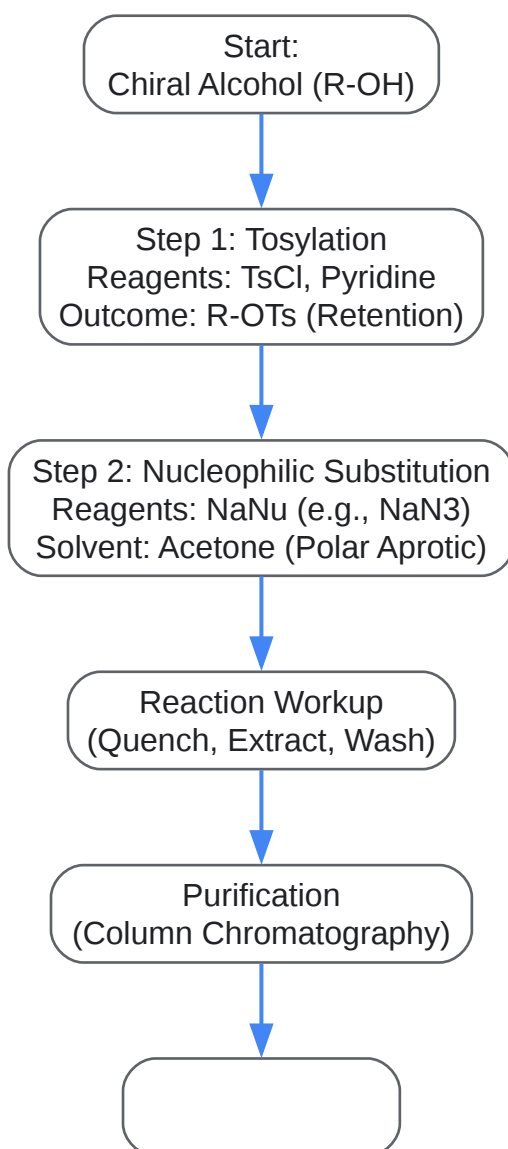 Start:
Chiral Alcohol (R-OH)
Step 1: Tosylation
Reagents: TsCl, Pyridine
Outcome: R-OTs (Retention)
Step 2: Nucleophilic Substitution
Reagents: NaNu (e.g., NaN3)
Solvent: Acetone (Polar Aprotic)
Reaction Workup
(Quench, Extract, Wash)
Purification
(Column Chromatography)